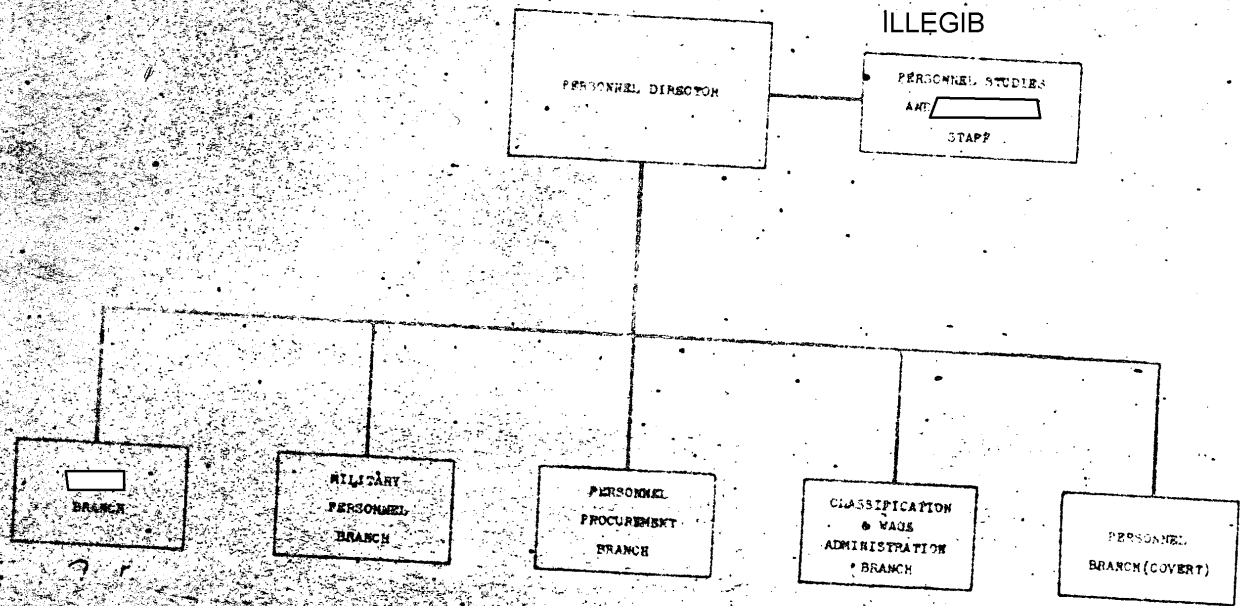 ILLEGIB
PERSONNEL DIRECTOR
PERSONNEL STUDIES
AND
STAFF
BRANCH
MILITARY
PERSONNEL
BRANCH
PERSONNEL
PROCUREMENT
BRANCH
CLASSIFICATION
& WAGE
ADMINISTRATION
BRANCH
PERSONNEL
BRANCH(COVERT)